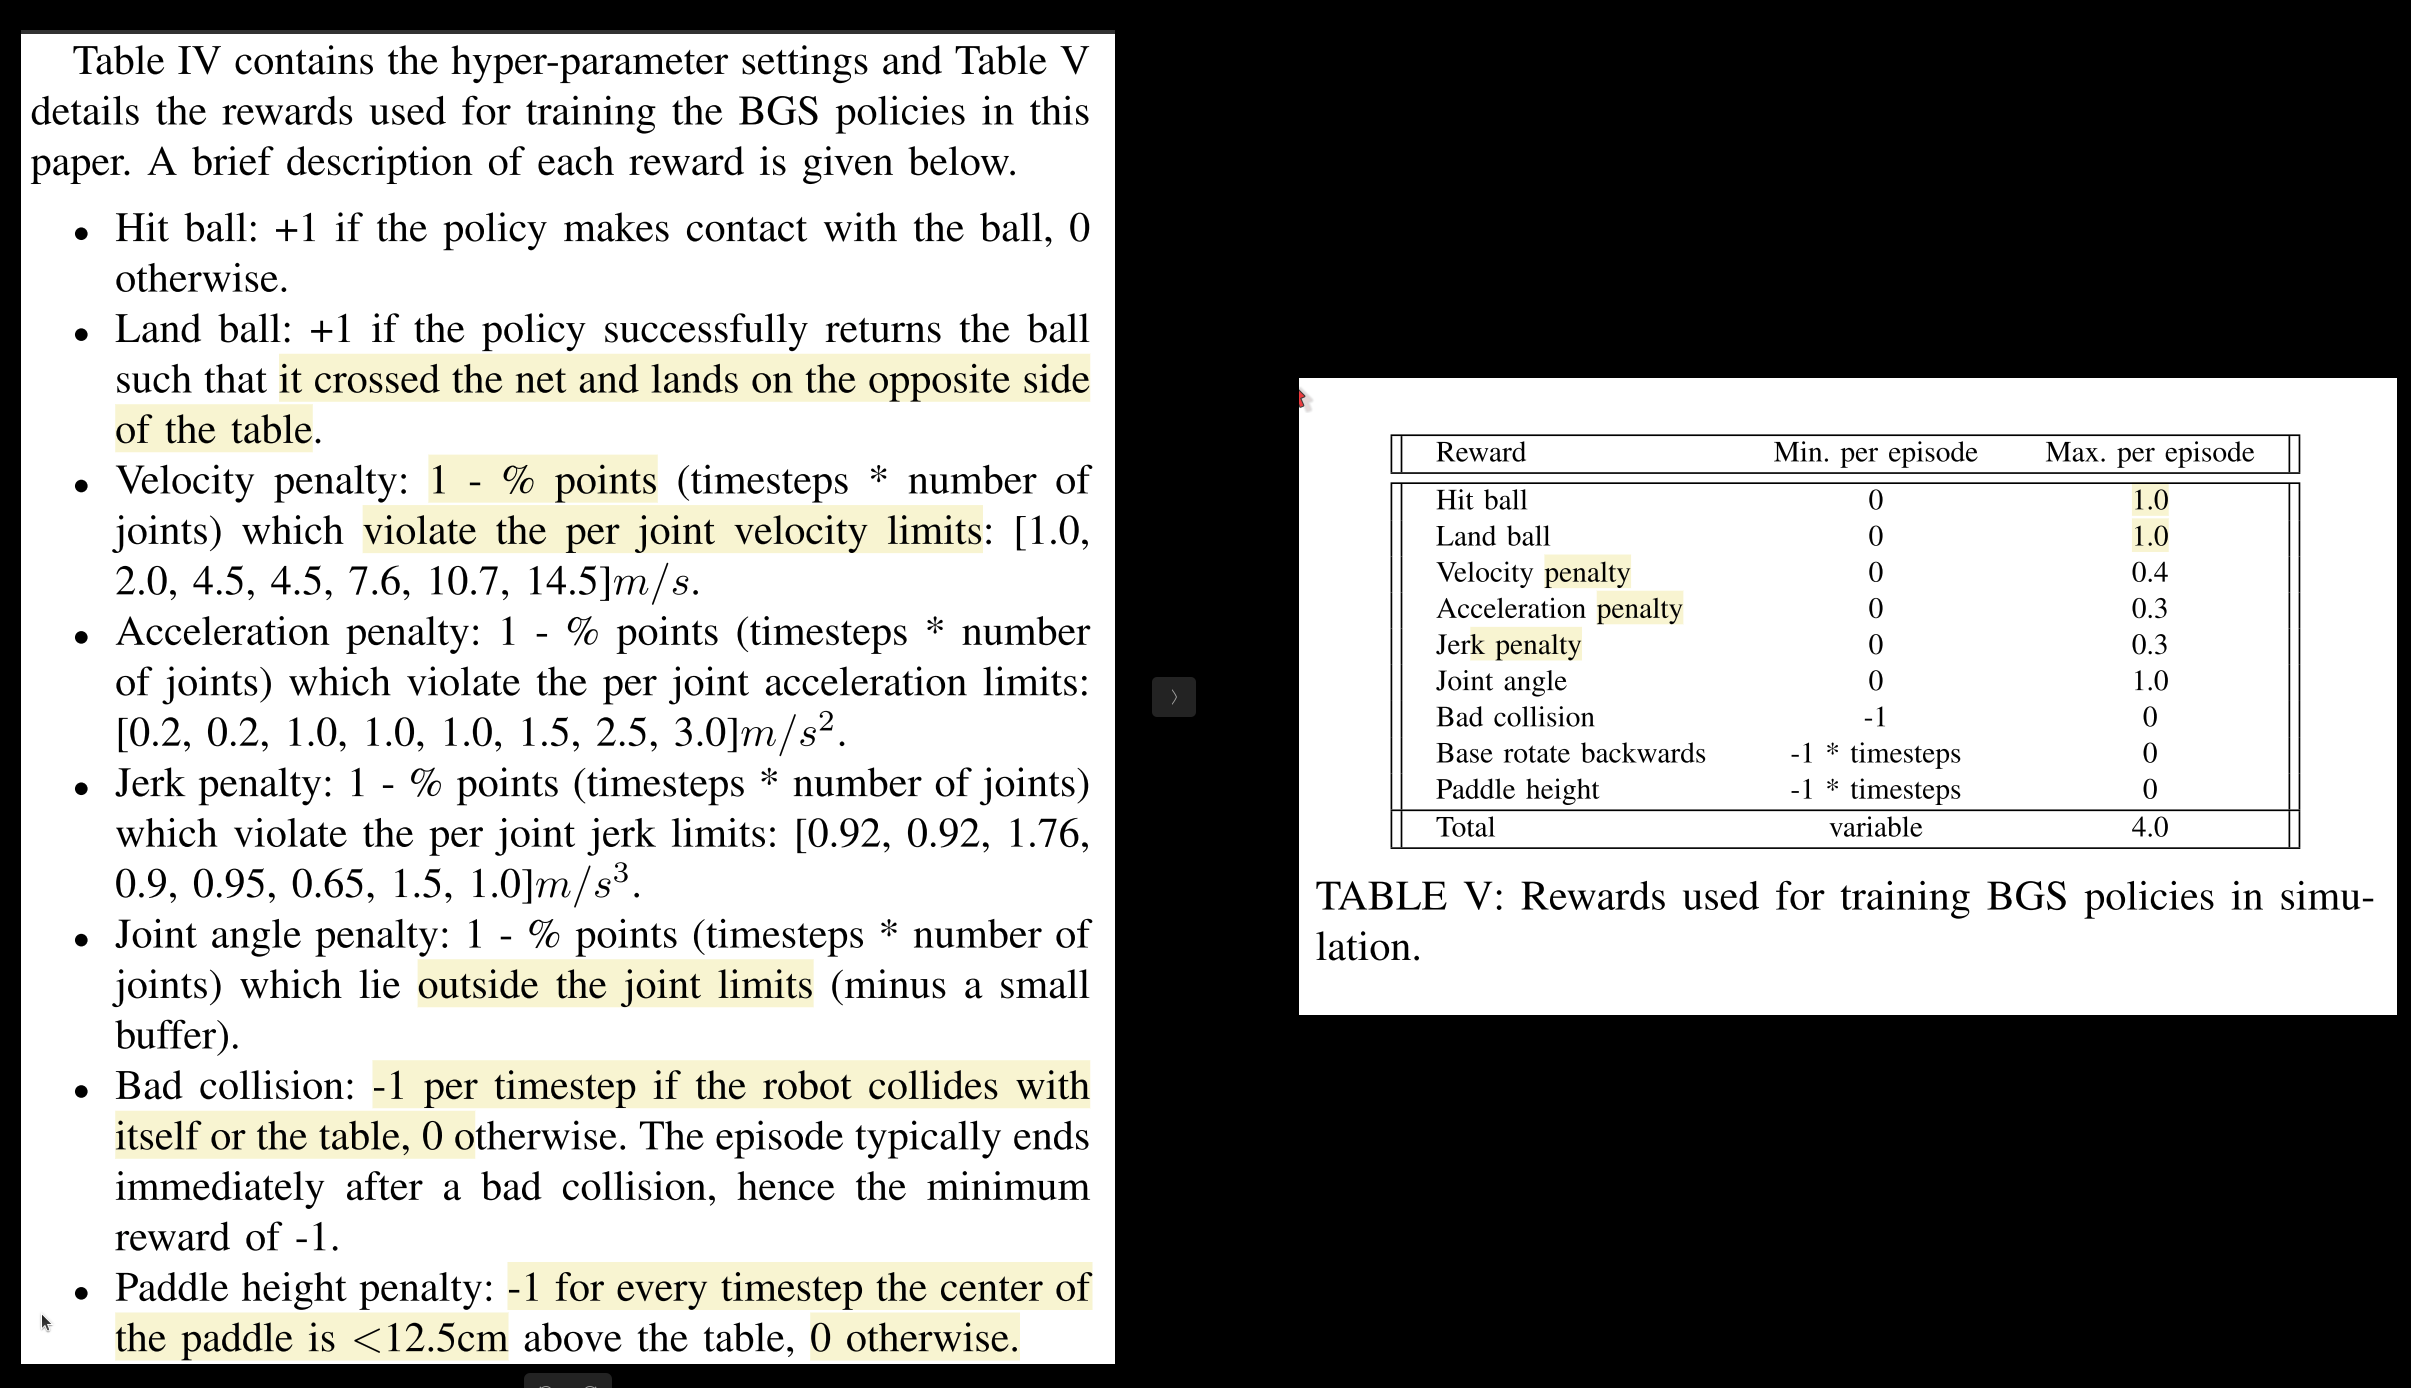 Table IV contains the hyper-parameter settings and Table V
details the rewards used for training the BGS policies in this
paper. A brief description of each reward is given below.
• Hit ball: +1 if the policy makes contact with the ball, 0
otherwise.
• Land ball: +1 if the policy successfully returns the ball
such that it crossed the net and lands on the opposite side
of the table.
• Velocity penalty: 1 - % points (timesteps * number of
joints) which violate the per joint velocity limits: [1.0,
2.0, 4.5, 4.5, 7.6, 10.7, 14.5]m/s.
• Acceleration penalty: 1 - % points (timesteps * number
of joints) which violate the per joint acceleration limits:
[0.2, 0.2, 1.0, 1.0, 1.0, 1.5, 2.5, 3.0]m/s².
• Jerk penalty: 1 - % points (timesteps * number of joints)
which violate the per joint jerk limits: [0.92, 0.92, 1.76,
0.9, 0.95, 0.65, 1.5, 1.0]m/s³.
• Joint angle penalty: 1 - % points (timesteps * number of
joints) which lie outside the joint limits (minus a small
buffer).
• Bad collision: -1 per timestep if the robot collides with
itself or the table, 0 otherwise. The episode typically ends
immediately after a bad collision, hence the minimum
reward of -1.
• Paddle height penalty: -1 for every timestep the center of
the paddle is <12.5cm above the table, 0 otherwise.
Reward Min. per episode Max. per episode
Hit ball 0 1.0
Land ball 0 1.0
Velocity penalty 0 0.4
Acceleration penalty 0 0.3
Jerk penalty 0 0.3
Joint angle 0 1.0
Bad collision -1 0
Base rotate backwards -1 * timesteps 0
Paddle height -1 * timesteps 0
Total variable 4.0
TABLE V: Rewards used for training BGS policies in simu-
lation.